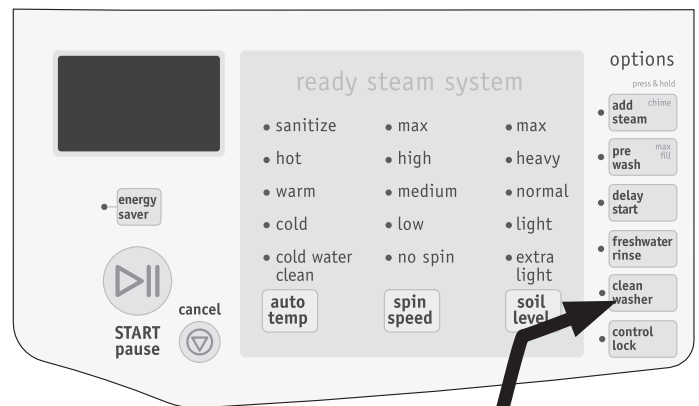 ready steam system
sanitize
hot
warm
cold
cold water
clean
auto
temp
max
high
medium
low
no spin
spin
speed
max
heavy
normal
light
extra
light
soil
level
energy
saver
START
pause
cancel
options
press & hold
add chime
steam
pre max
wash fill
delay
start
freshwater
rinse
clean
washer
control
lock